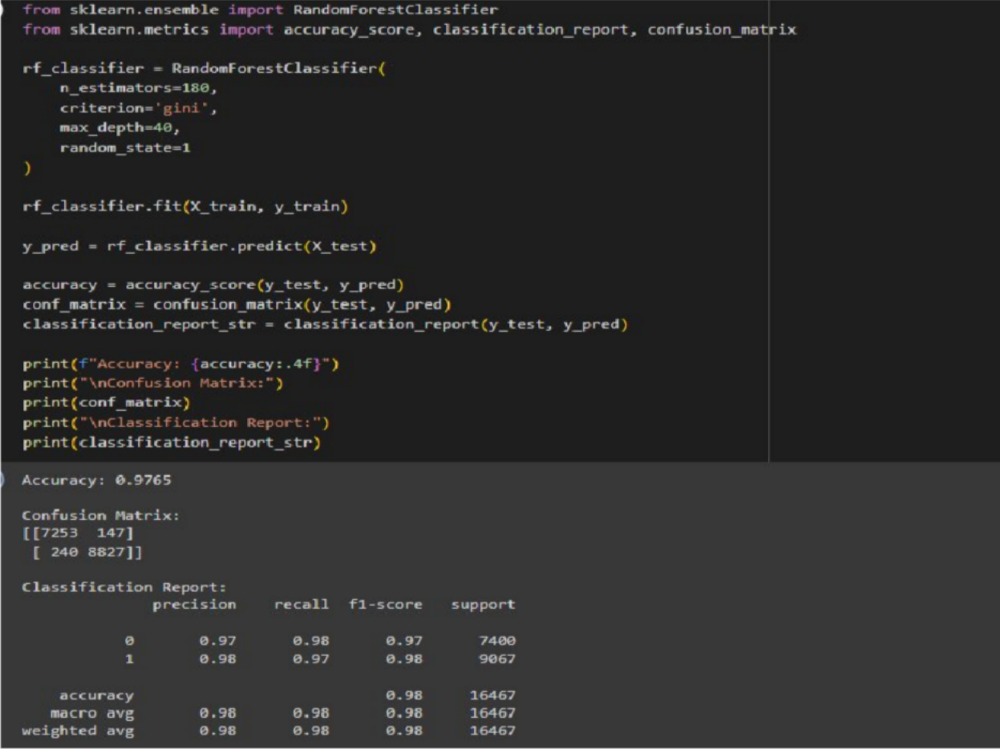 from sklearn.ensemble import RandomForestClassifier
from sklearn.metrics import accuracy_score, classification_report, confusion_matrix

rf_classifier = RandomForestClassifier(
    n_estimators=180,
    criterion='gini',
    max_depth=40,
    random_state=1
)

rf_classifier.fit(X_train, y_train)

y_pred = rf_classifier.predict(X_test)

accuracy = accuracy_score(y_test, y_pred)
conf_matrix = confusion_matrix(y_test, y_pred)
classification_report_str = classification_report(y_test, y_pred)

print(f"Accuracy: {accuracy:.4f}")
print("\nConfusion Matrix:")
print(conf_matrix)
print("\nClassification Report:")
print(classification_report_str)

Accuracy: 0.9765

Confusion Matrix:
[[7253  147]
 [ 240 8827]]

Classification Report:
              precision    recall  f1-score   support

           0       0.97      0.98      0.97      7400
           1       0.98      0.97      0.98      9067

    accuracy                           0.98     16467
   macro avg       0.98      0.98      0.98     16467
weighted avg       0.98      0.98      0.98     16467